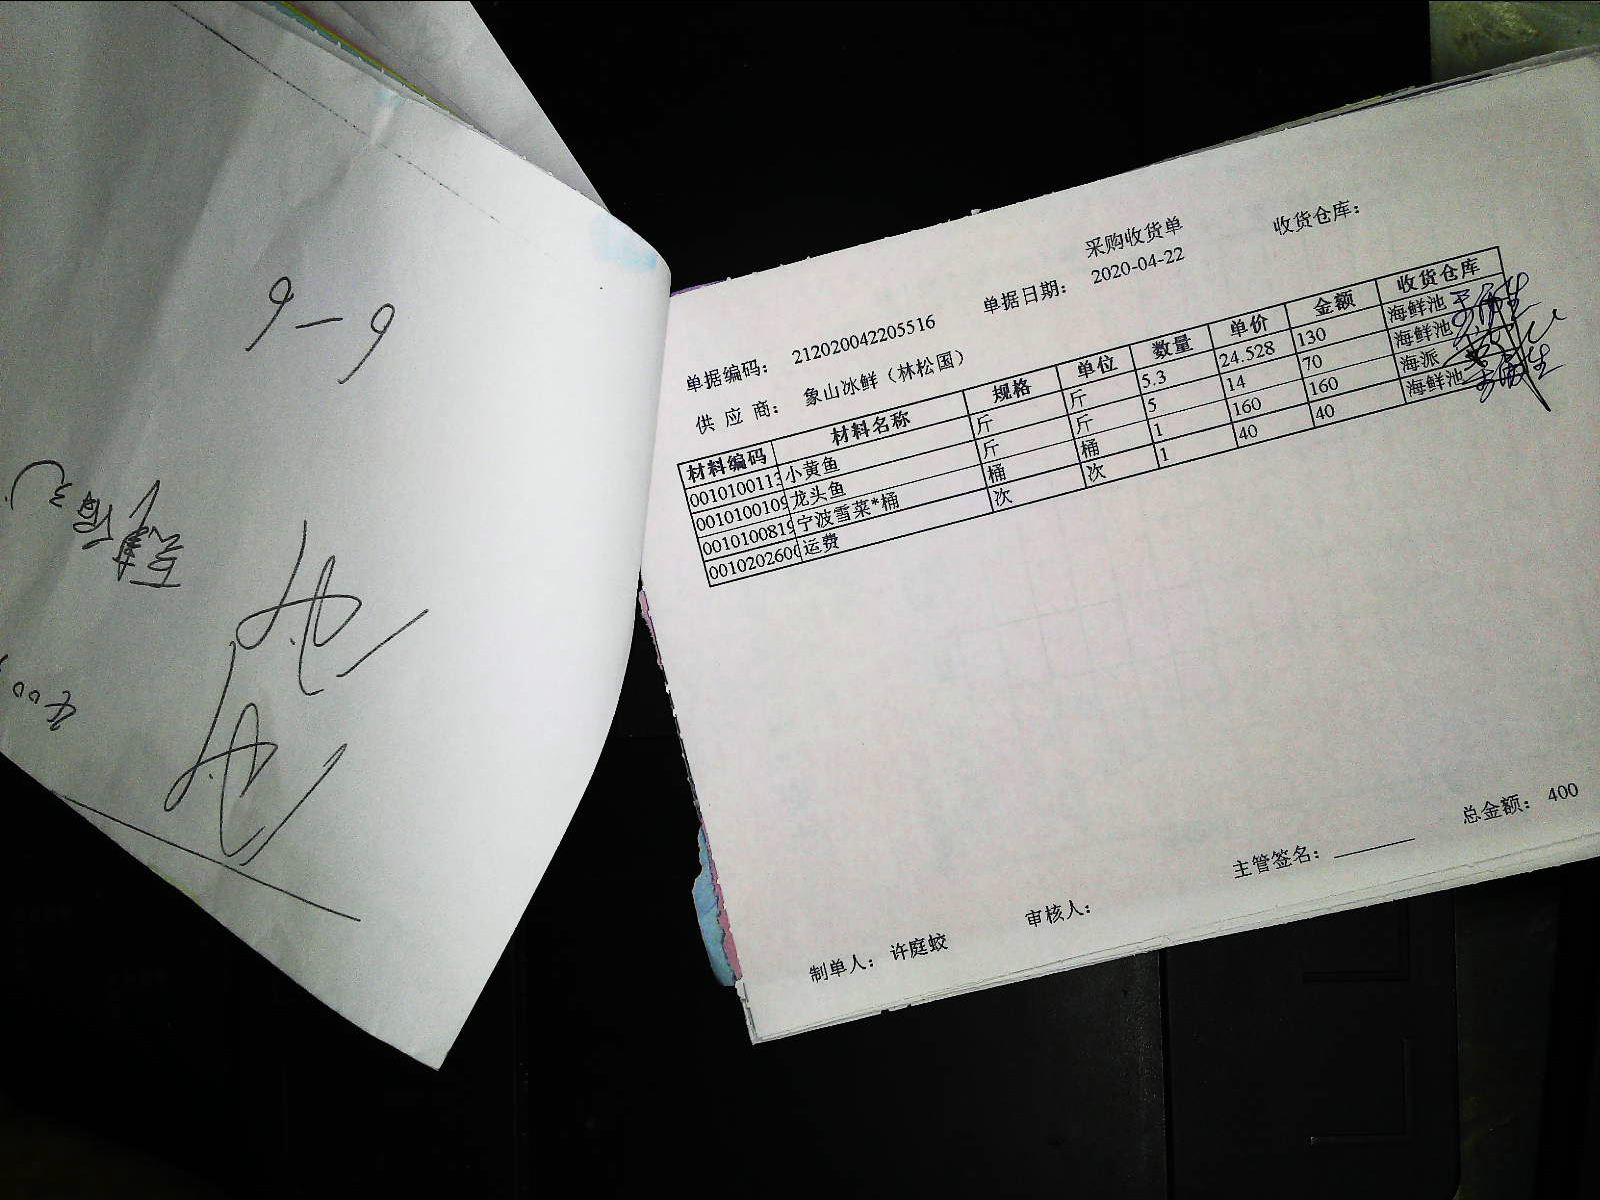 6-9
采购收货单
单据编码： 212020042205516 单据日期： 2020-04-22 收货仓库：
供 应 商： 象山冰鲜（林松国）
材料编码 材料名称 规格 单位 数量 单价 金额 收货仓库
0010100113 小黄鱼 斤 斤 5.3 24.528 130 海鲜池
0010100109 龙头鱼 斤 斤 5 14 70 海鲜池
0010100819 宁波雪菜*桶 桶 桶 1 160 160 海派
0010202600 运费 次 次 1 40 40 海鲜池
制单人： 许庭蛟 审核人： 主管签名： 总金额： 400